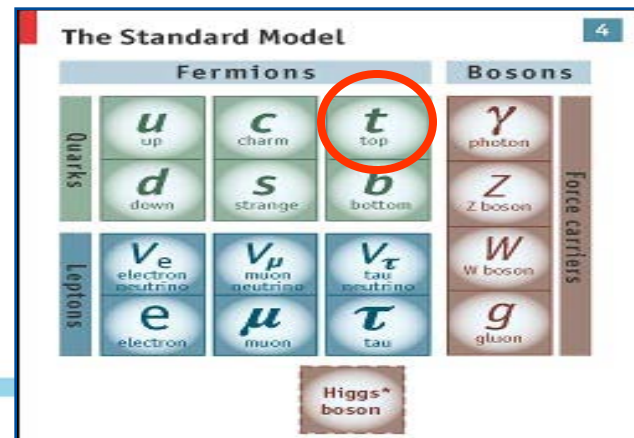 The Standard Model 4
Fermions Bosons
Quarks
u c t γ
up charm top photon
d s b Z
down strange bottom Z boson
Force carriers
Leptons
νe νμ ντ W
electron neutrino muon neutrino tau neutrino W boson
e μ τ g
electron muon tau gluon
Higgs*
boson